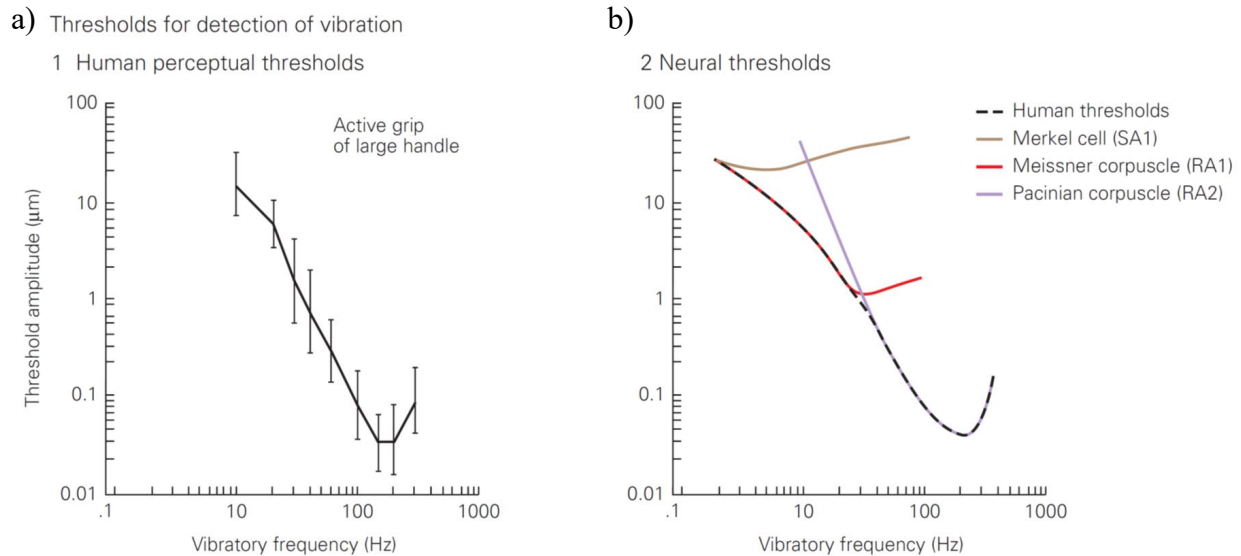 a) Thresholds for detection of vibration
1 Human perceptual thresholds
Active grip
of large handle
Threshold amplitude (μm)
100
10
1
0.1
0.01
.1
10
100
1000
Vibratory frequency (Hz)
b)
2 Neural thresholds
Human thresholds
Merkel cell (SA1)
Meissner corpuscle (RA1)
Pacinian corpuscle (RA2)
100
10
1
0.1
0.01
.1
10
100
1000
Vibratory frequency (Hz)